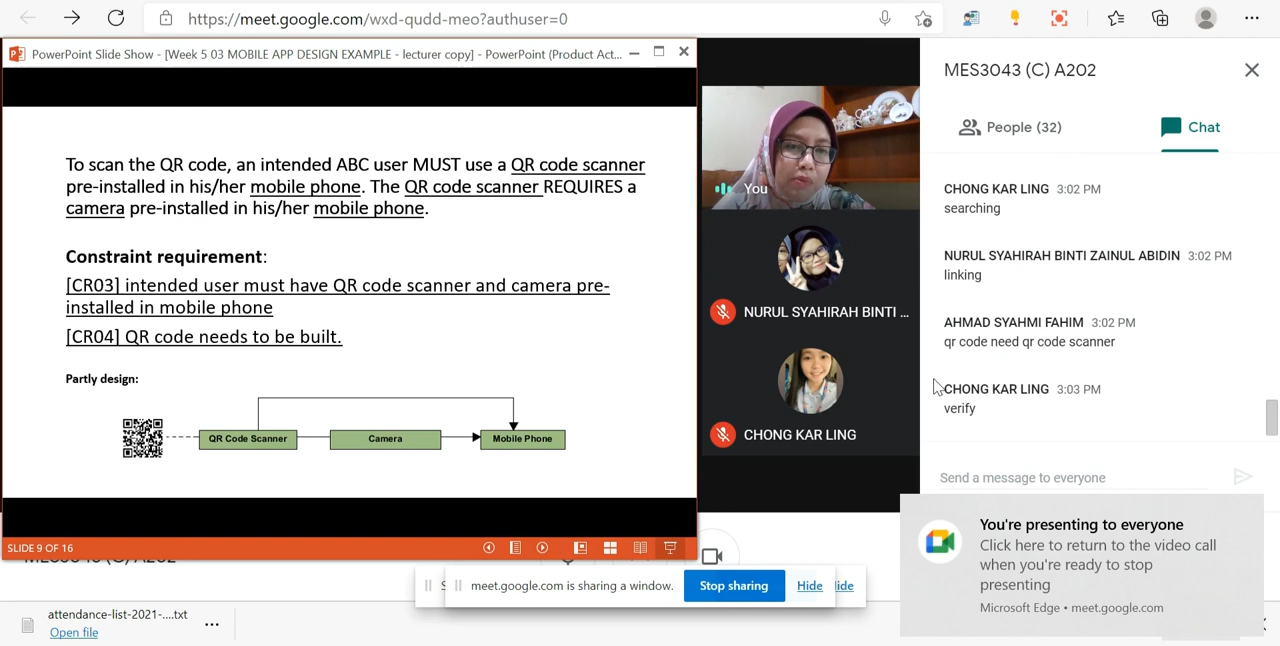 https://meet.google.com/wxd-qudd-meo?authuser=0
PowerPoint Slide Show - [Week 5 03 MOBILE APP DESIGN EXAMPLE - lecturer copy] - PowerPoint (Product Act...
To scan the QR code, an intended ABC user MUST use a QR code scanner
pre-installed in his/her mobile phone. The QR code scanner REQUIRES a
camera pre-installed in his/her mobile phone.
Constraint requirement:
[CR03] intended user must have QR code scanner and camera pre-
installed in mobile phone
[CR04] QR code needs to be built.
Partly design:
QR Code Scanner
Camera
Mobile Phone
SLIDE 9 OF 16
You
NURUL SYAHIRAH BINTI ...
CHONG KAR LING
MES3043 (C) A202
People (32)
Chat
CHONG KAR LING 3:02 PM
searching
NURUL SYAHIRAH BINTI ZAINUL ABIDIN 3:02 PM
linking
AHMAD SYAHMI FAHIM 3:02 PM
qr code need qr code scanner
CHONG KAR LING 3:03 PM
verify
Send a message to everyone
You're presenting to everyone
Click here to return to the video call
when you're ready to stop
presenting
Microsoft Edge • meet.google.com
meet.google.com is sharing a window.
Stop sharing
Hide
attendance-list-2021-....txt
Open file